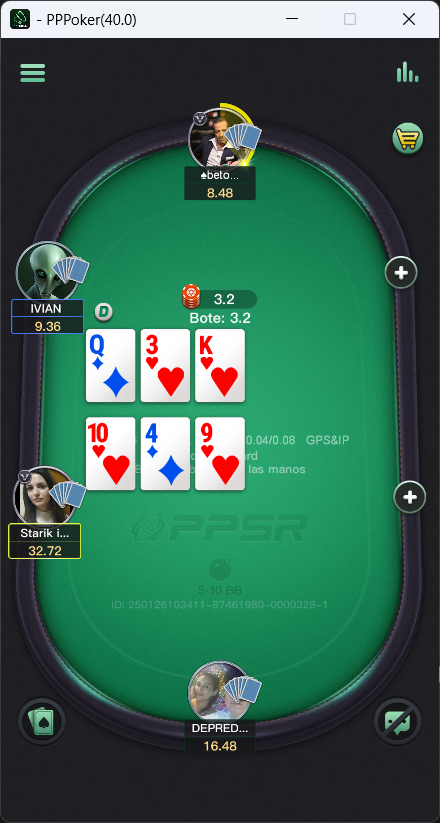 - PPPoker(40.0)
♠beto...
8.48
IVIAN
9.36
D
3.2
Bote: 3.2
Q 3 K
10 4 9
0.04/0.08 GPS&IP
las manos
PPSR
5-10 BB
ID: 250126103411-87461980-0000328-1
Starik i...
32.72
DEPRED...
16.48